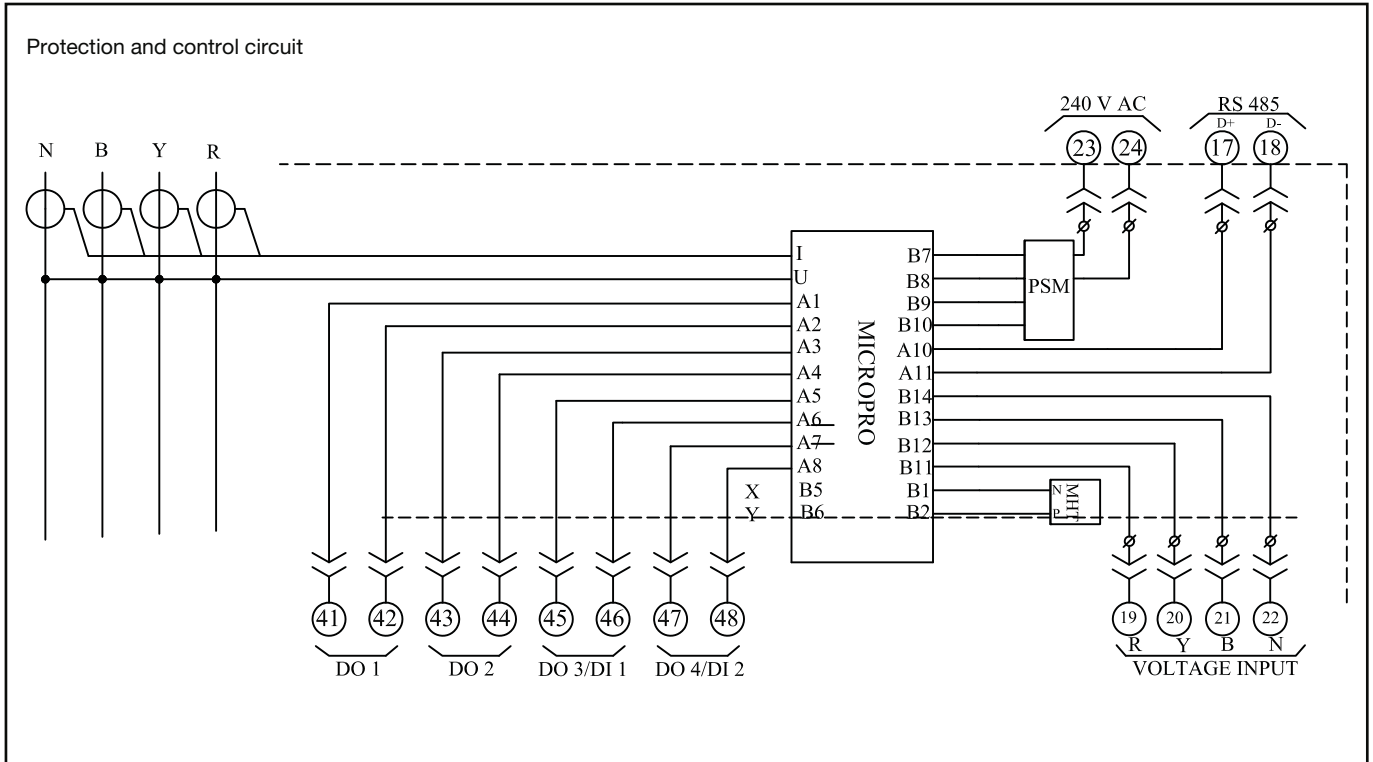 Protection and control circuit
240 V AC
RS 485
D+ D-
N B Y R
23 24 17 18
I
U
A1
A2
A3
A4
A5
A6
A7
A8
X B5
Y B6
MICROPRO
B7
B8
B9
B10
A10
A11
B14
B13
B12
B11
B1
B2
PSM
N
P
MHT
41 42 43 44 45 46 47 48
DO 1 DO 2 DO 3/DI 1 DO 4/DI 2
19 20 21 22
R Y B N
VOLTAGE INPUT